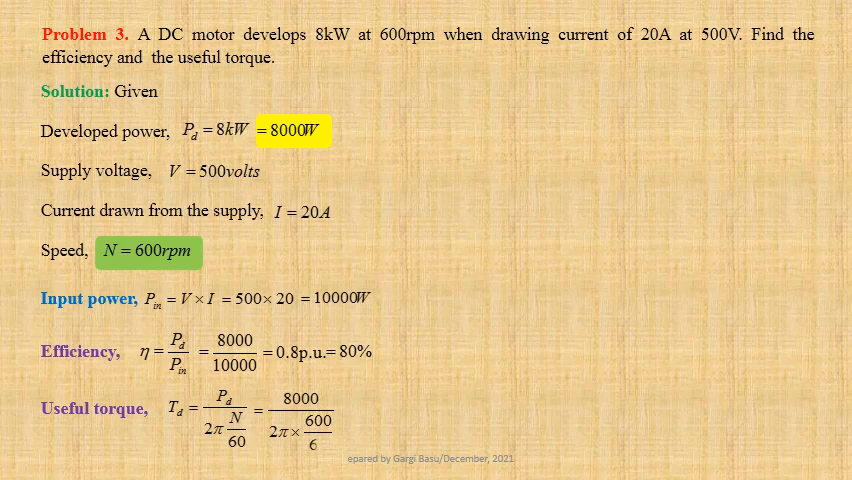 Problem 3. A DC motor develops 8kW at 600rpm when drawing current of 20A at 500V. Find the
efficiency and the useful torque.
Solution: Given
Developed power, P_d = 8kW = 8000W
Supply voltage, V = 500volts
Current drawn from the supply, I = 20A
Speed, N = 600rpm
Input power, P_in = V × I = 500 × 20 = 10000W
Efficiency, η = P_d / P_in = 8000 / 10000 = 0.8p.u.= 80%
Useful torque, T_d = P_d / (2π N/60) = 8000 / (2π × 600/6
epared by Gargi Basu/December, 2021